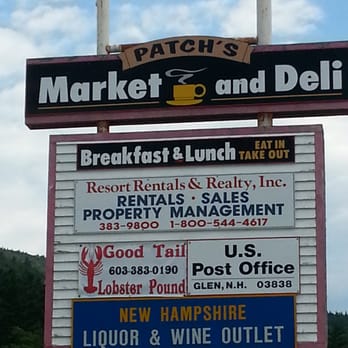 PATCH'S
Market and Deli
Breakfast & Lunch EAT IN
TAKE OUT
Resort Rentals & Realty, Inc.
RENTALS · SALES
PROPERTY MANAGEMENT
383-9800 1-800-544-4617
Good Tail
603-383-0190
Lobster Pound
U.S.
Post Office
GLEN, N.H. 03838
NEW HAMPSHIRE
LIQUOR & WINE OUTLET